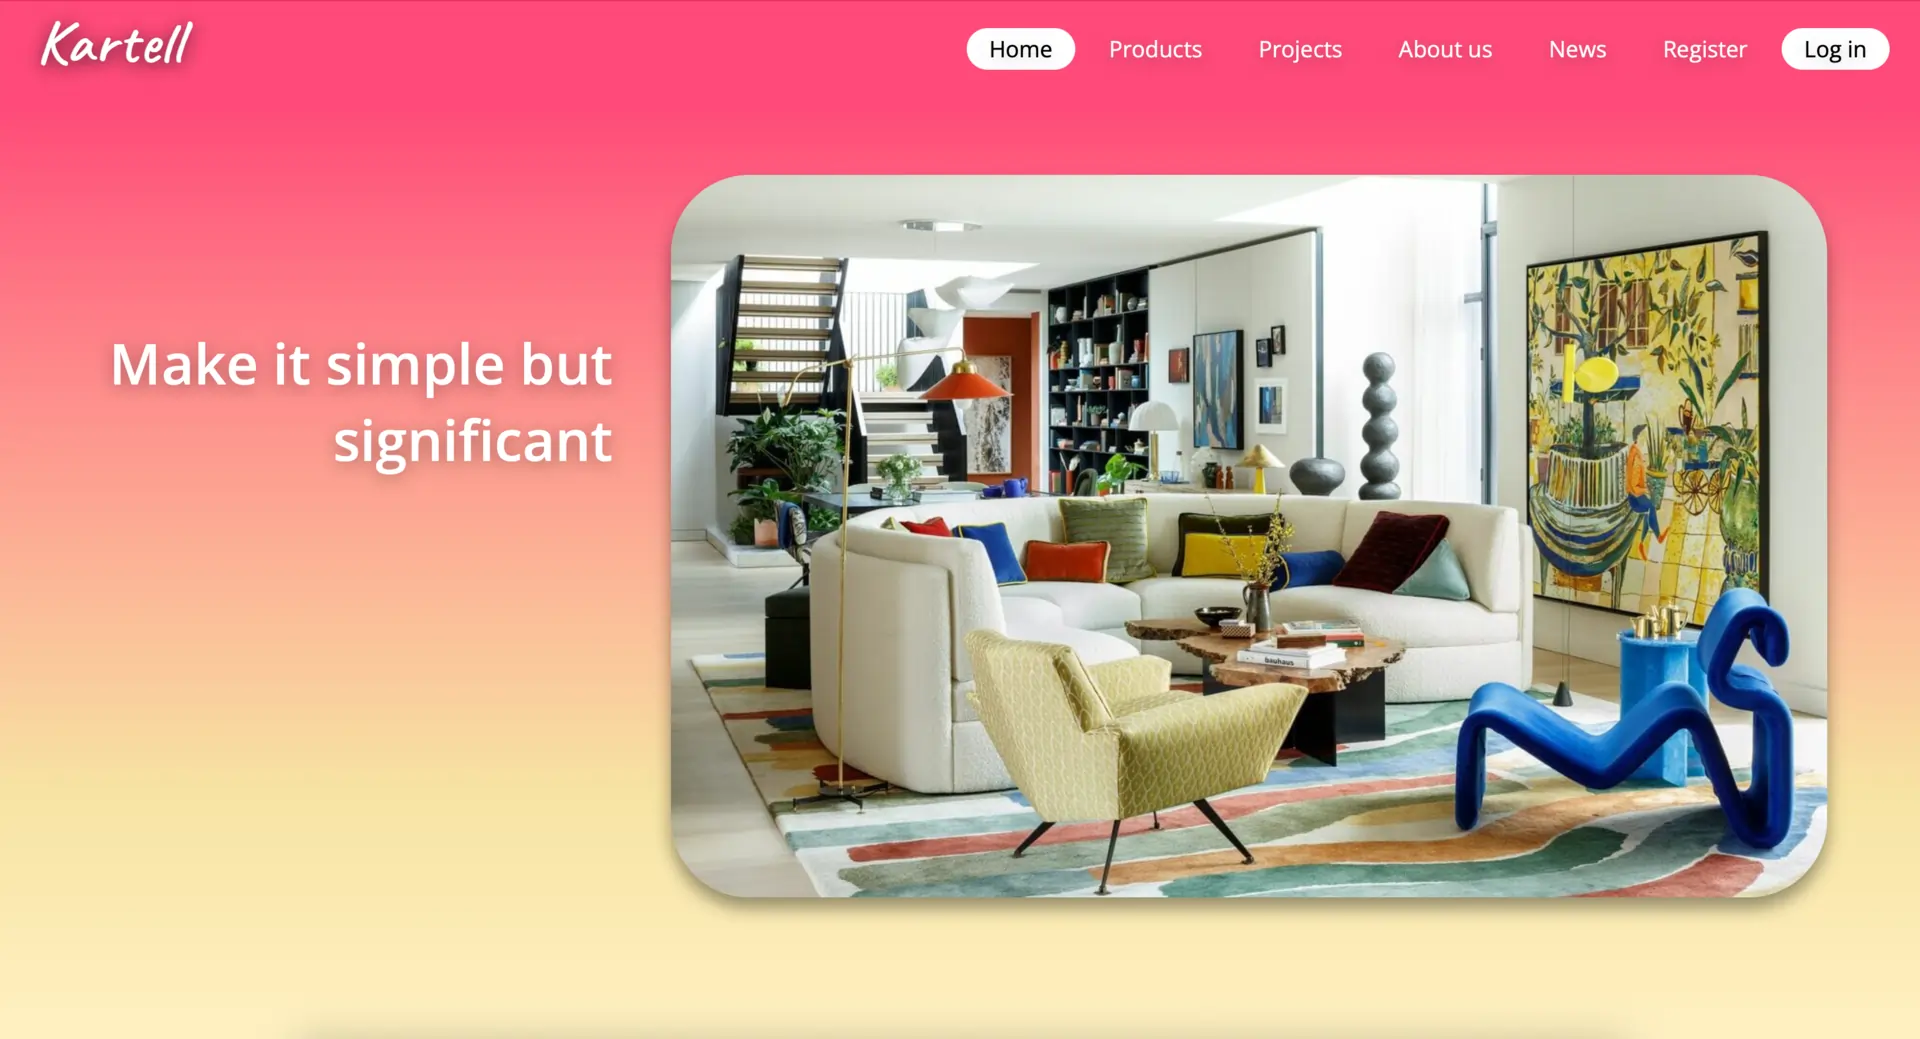 Kartell
Home
Products
Projects
About us
News
Register
Log in
Make it simple but
significant
bauhaus